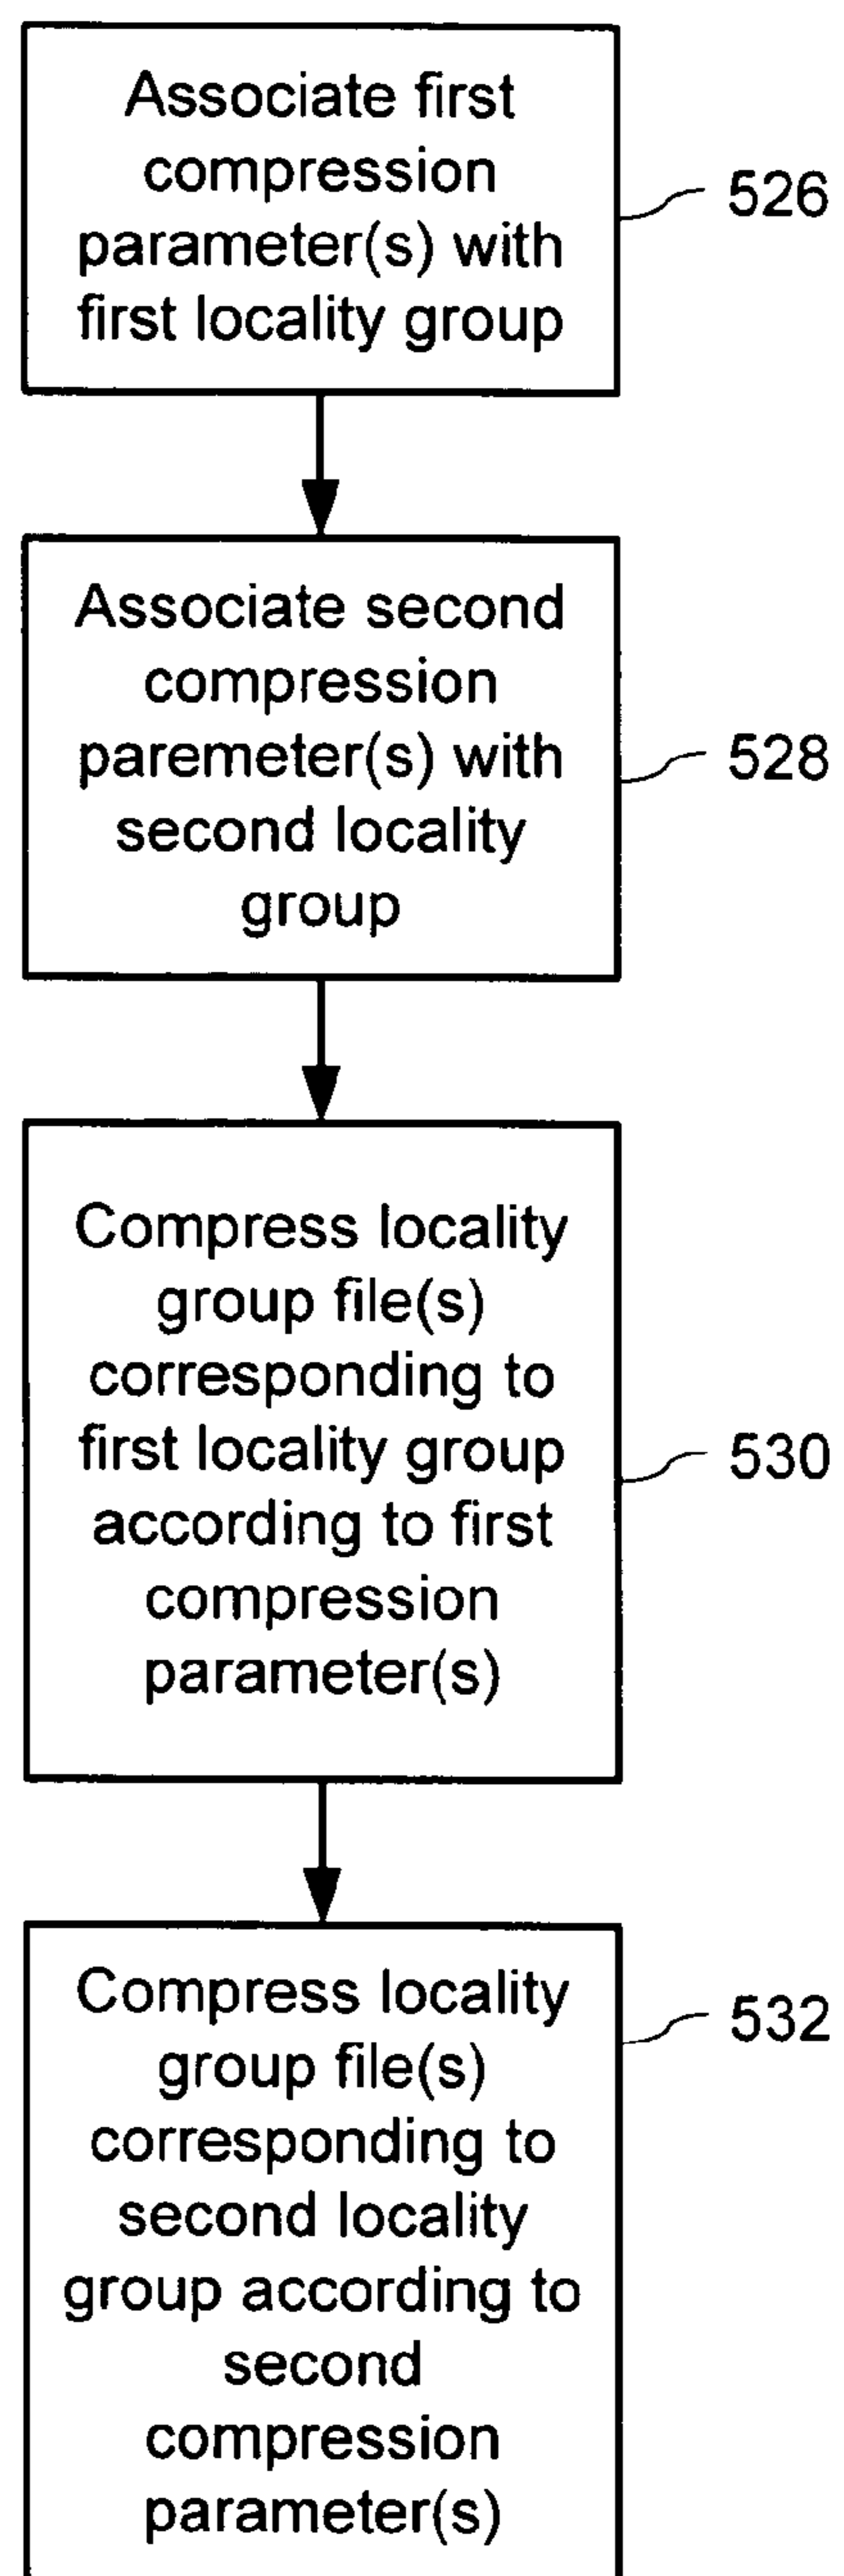 Associate first
compression
parameter(s) with
first locality group
526
Associate second
compression
paremeter(s) with
second locality
group
528
Compress locality
group file(s)
corresponding to
first locality group
according to first
compression
parameter(s)
530
Compress locality
group file(s)
corresponding to
second locality
group according to
second
compression
parameter(s)
532